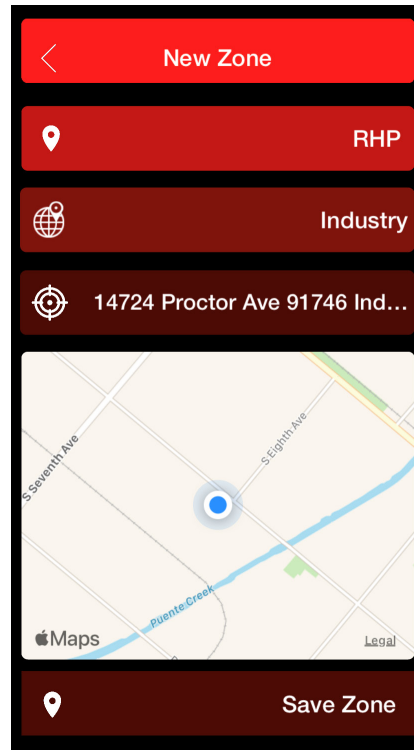 New Zone
RHP
Industry
14724 Proctor Ave 91746 Ind...
S Seventh Ave
S Eighth Ave
Puente Creek
Maps
Legal
Save Zone